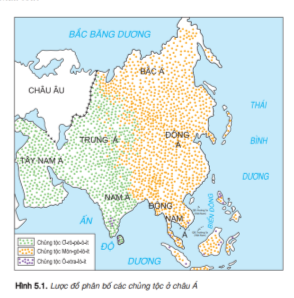 BẮC BĂNG DƯƠNG
BẮC Á
CHÂU ÂU
THÁI
TRUNG Á
ĐÔNG
Á
BÌNH
TÂY NAM Á
DƯƠNG
NAM Á
ĐÔNG
NAM
Á
BIỂN ĐÔNG
ẤN
ĐỘ
DƯƠNG
Chủng tộc Ơ-rô-pê-ô-it
Chủng tộc Môn-gô-lô-it
Chủng tộc Ô-xtra-lô-it
Hình 5.1. Lược đồ phân bố các chủng tộc ở châu Á